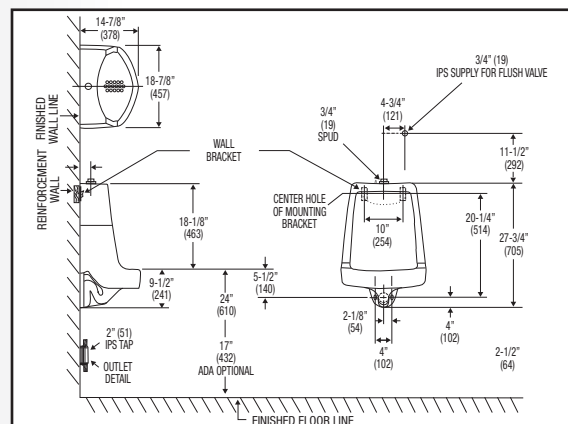 14-7/8"
(378)
18-7/8"
(457)
FINISHED
WALL LINE
REINFORCEMENT
WALL
WALL
BRACKET
3/4"
(19)
SPUD
4-3/4"
(121)
3/4" (19)
IPS SUPPLY FOR FLUSH VALVE
11-1/2"
(292)
CENTER HOLE
OF MOUNTING
BRACKET
10"
(254)
20-1/4"
(514)
27-3/4"
(705)
18-1/8"
(463)
9-1/2"
(241)
5-1/2"
(140)
24"
(610)
17"
(432)
ADA OPTIONAL
2" (51)
IPS TAP
OUTLET
DETAIL
2-1/8"
(54)
4"
(102)
4"
(102)
2-1/2"
(64)
FINISHED FLOOR LINE